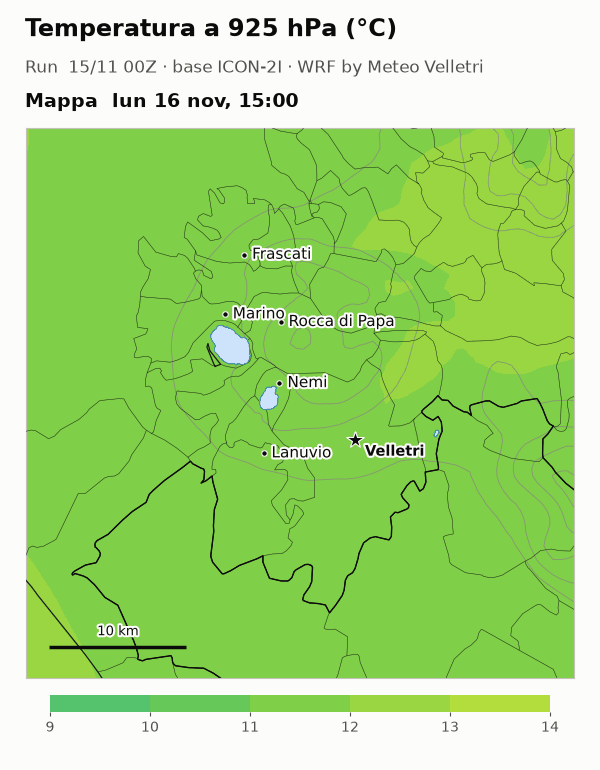 Temperatura a 925 hPa (°C)
Run  15/11 00Z · base ICON-2I · WRF by Meteo Velletri
Mappa  lun 16 nov, 15:00
Frascati
Marino
Rocca di Papa
Nemi
Velletri
Lanuvio
10 km
9 10 11 12 13 14